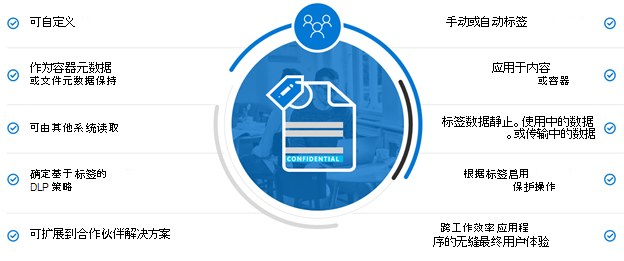 可自定义
作为容器元数据
或文件元数据保持
可由其他系统读取
确定基于标签的
DLP 策略
可扩展到合作伙伴解决方案
CONFIDENTIAL
手动或自动标签
应用于内容
或容器
标签数据静止。使用中的数据
。或传输中的数据
根据标签启用
保护操作
跨工作效率应用程
序的无缝最终用户体验